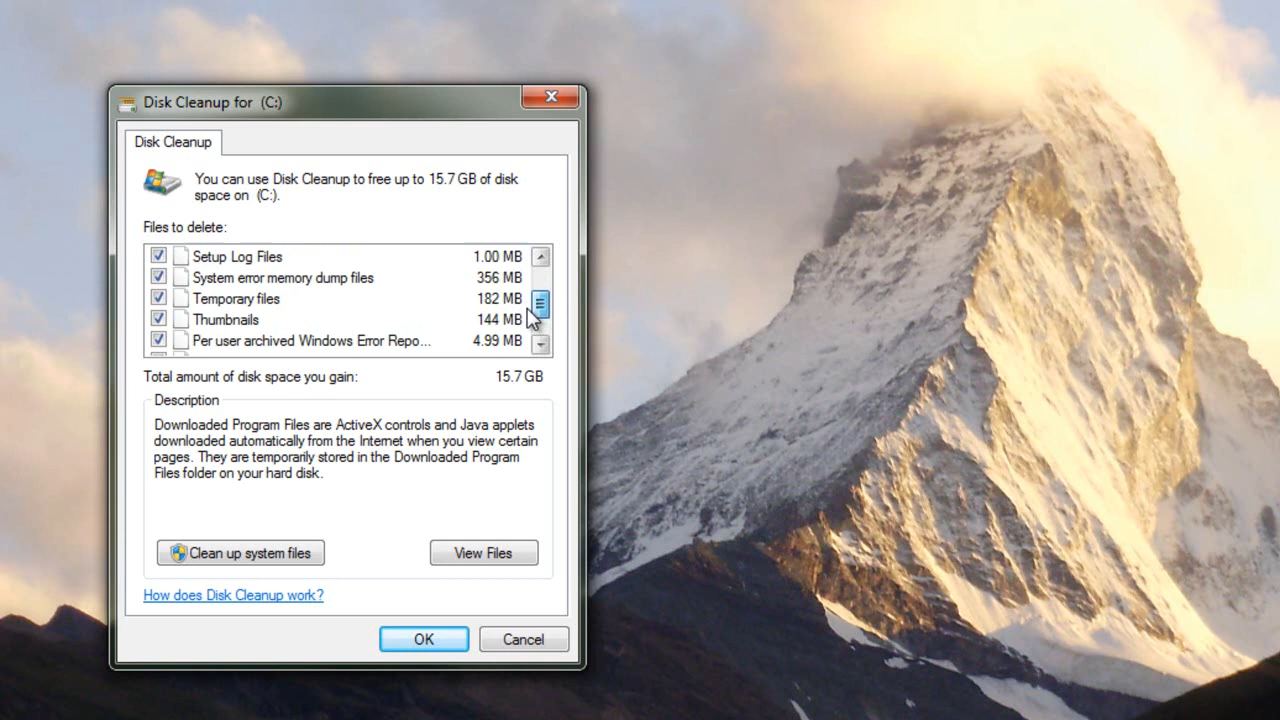 Disk Cleanup for (C:)
Disk Cleanup
You can use Disk Cleanup to free up to 15.7 GB of disk
space on (C:).
Files to delete:
Setup Log Files 1.00 MB
System error memory dump files 356 MB
Temporary files 182 MB
Thumbnails 144 MB
Per user archived Windows Error Repo... 4.99 MB
Total amount of disk space you gain: 15.7 GB
Description
Downloaded Program Files are ActiveX controls and Java applets
downloaded automatically from the Internet when you view certain
pages. They are temporarily stored in the Downloaded Program
Files folder on your hard disk.
Clean up system files View Files
How does Disk Cleanup work?
OK Cancel